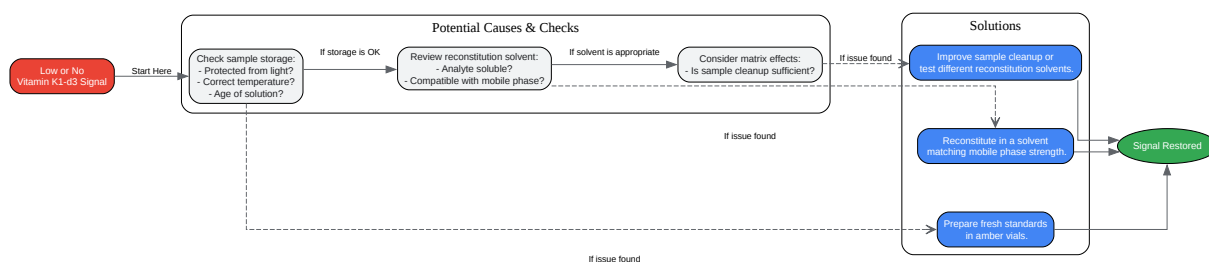 Potential Causes & Checks
Solutions
Low or No
Vitamin K1-d3 Signal
Start Here
Check sample storage:
- Protected from light?
- Correct temperature?
- Age of solution?
If storage is OK
Review reconstitution solvent:
- Analyte soluble?
- Compatible with mobile phase?
If solvent is appropriate
Consider matrix effects:
- Is sample cleanup sufficient?
If issue found
Improve sample cleanup or
test different reconstitution solvents.
If issue found
Reconstitute in a solvent
matching mobile phase strength.
Signal Restored
Prepare fresh standards
in amber vials.
If issue found